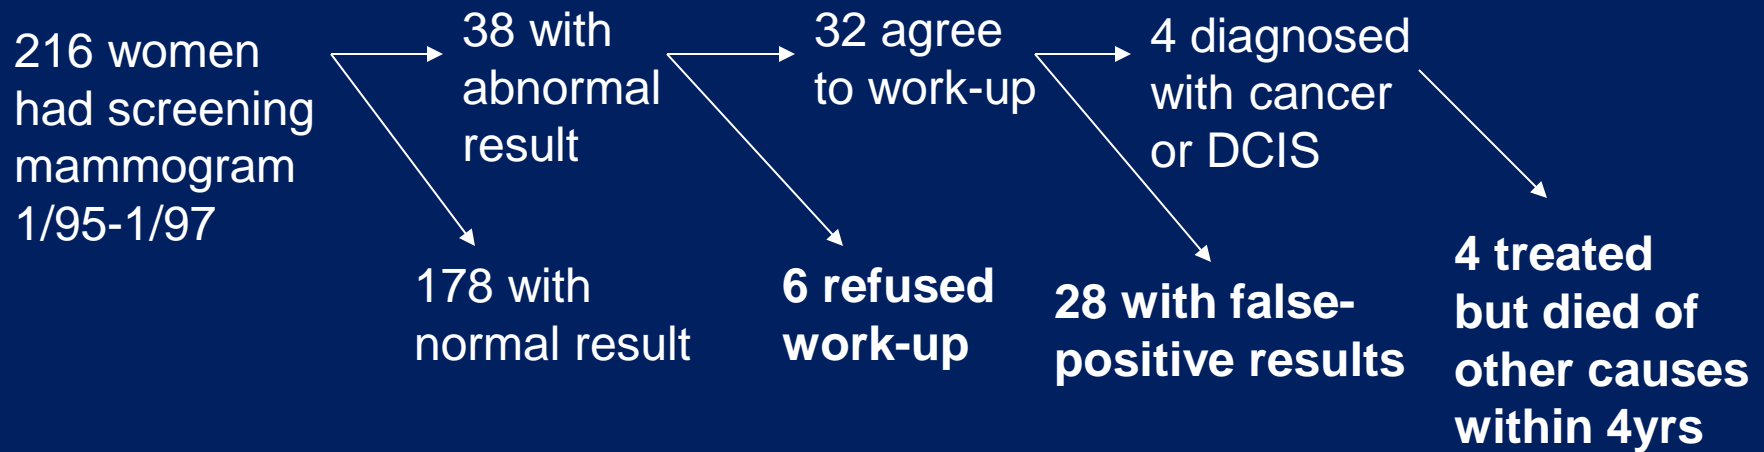 216 women
had screening
mammogram
1/95-1/97
38 with
abnormal
result
178 with
normal result
32 agree
to work-up
6 refused
work-up
4 diagnosed
with cancer
or DCIS
28 with false-
positive results
4 treated
but died of
other causes
within 4yrs